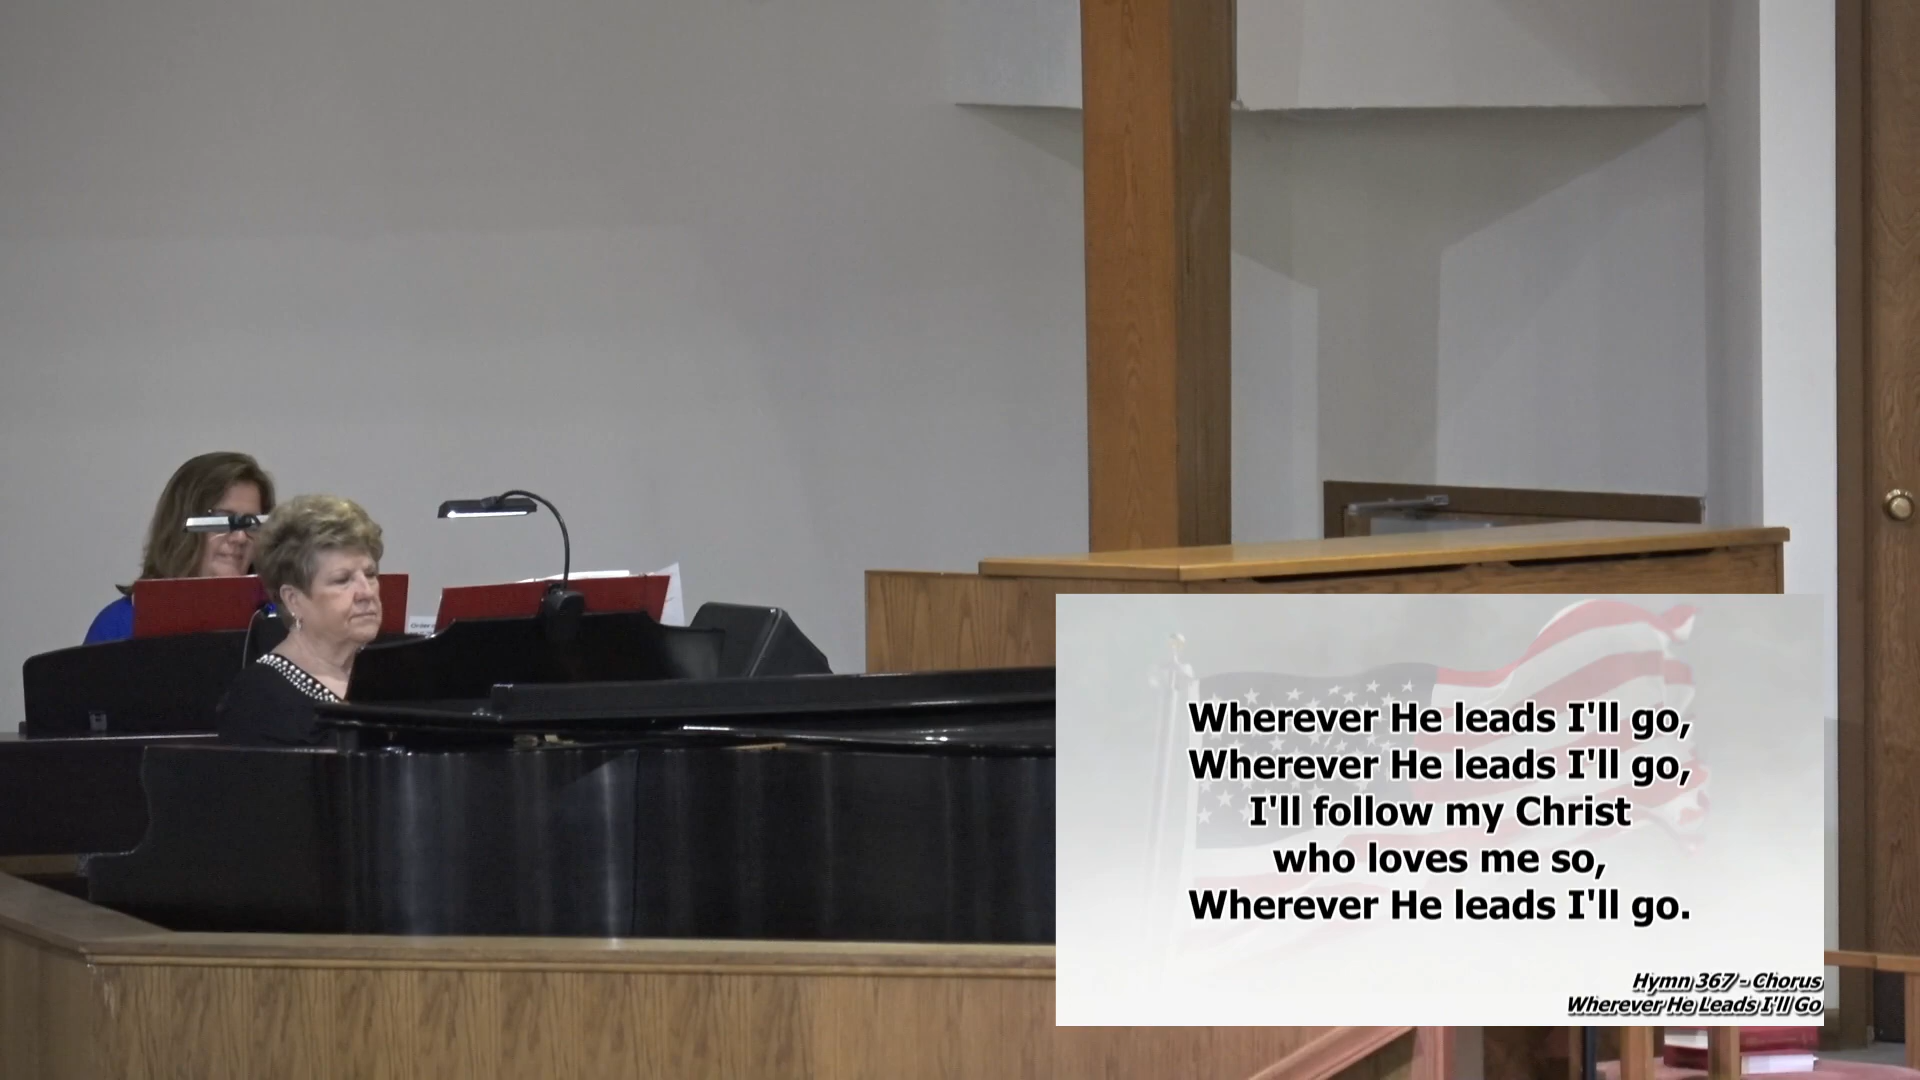 Order
Wherever He leads I'll go,
Wherever He leads I'll go,
I'll follow my Christ
who loves me so,
Wherever He leads I'll go.
Hymn 367 - Chorus
Wherever He Leads I'll Go